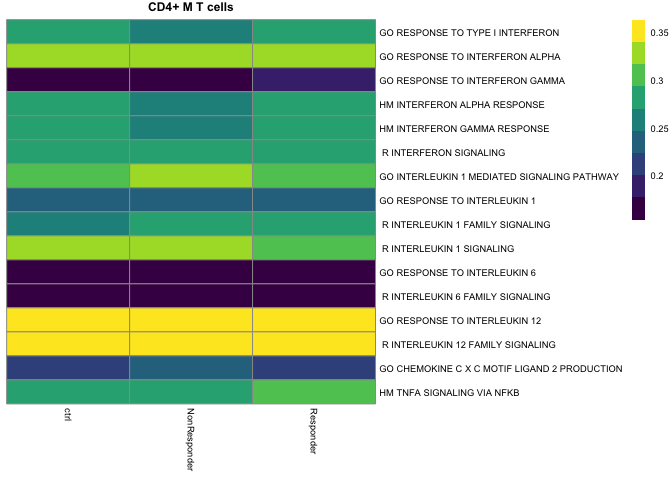 CD4+ M T cells
GO RESPONSE TO TYPE I INTERFERON
GO RESPONSE TO INTERFERON ALPHA
GO RESPONSE TO INTERFERON GAMMA
HM INTERFERON ALPHA RESPONSE
HM INTERFERON GAMMA RESPONSE
R INTERFERON SIGNALING
GO INTERLEUKIN 1 MEDIATED SIGNALING PATHWAY
GO RESPONSE TO INTERLEUKIN 1
R INTERLEUKIN 1 FAMILY SIGNALING
R INTERLEUKIN 1 SIGNALING
GO RESPONSE TO INTERLEUKIN 6
R INTERLEUKIN 6 FAMILY SIGNALING
GO RESPONSE TO INTERLEUKIN 12
R INTERLEUKIN 12 FAMILY SIGNALING
GO CHEMOKINE C X C MOTIF LIGAND 2 PRODUCTION
HM TNFA SIGNALING VIA NFKB
0.35
0.3
0.25
0.2
ctrl
NonResponder
Responder